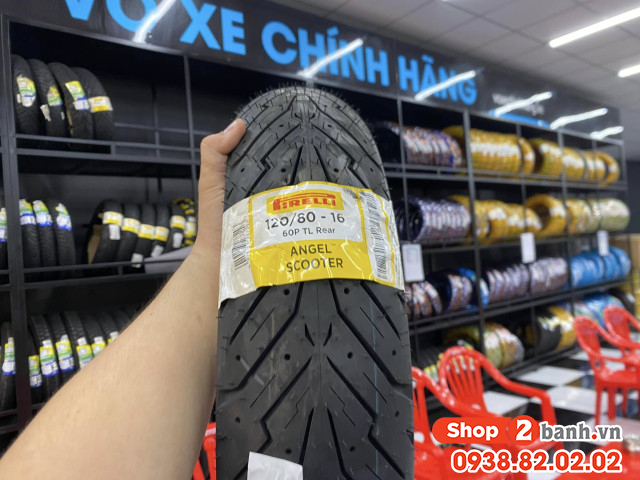 VỎ XE CHÍNH HÃNG
PIRELLI
120/80 - 16
60P TL Rear
ANGEL
SCOOTER
Shop 2 banh.vn
0938.82.02.02